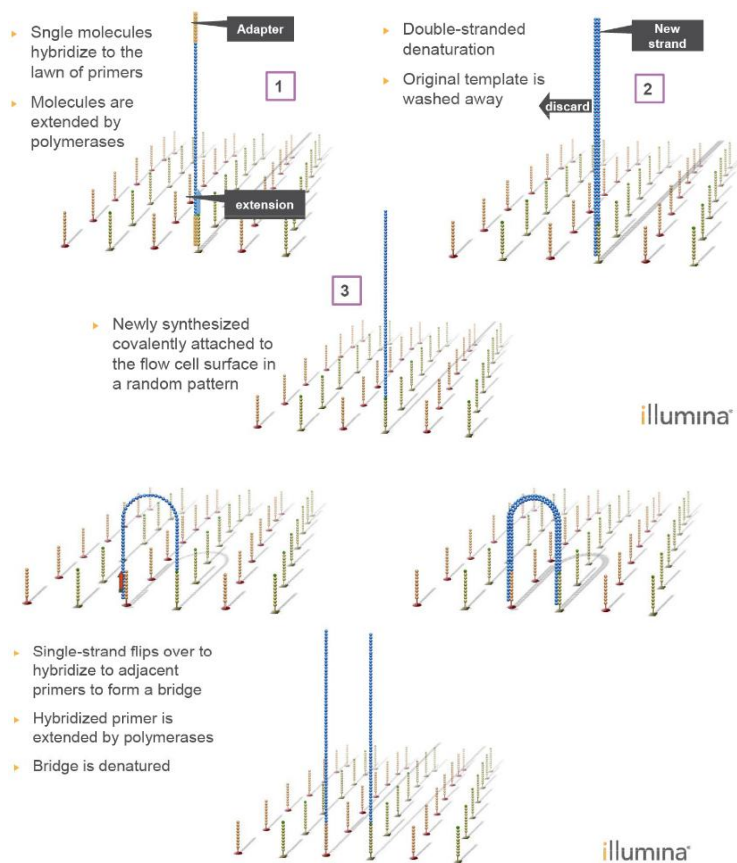 Sngle molecules
hybridize to the
lawn of primers
Molecules are
extended by
polymerases
Adapter
1
extension
Double-stranded
denaturation
Original template is
washed away
New
strand
discard
2
3
Newly synthesized
covalently attached to
the flow cell surface in
a random pattern
illumina®
Single-strand flips over to
hybridize to adjacent
primers to form a bridge
Hybridized primer is
extended by polymerases
Bridge is denatured
illumina®